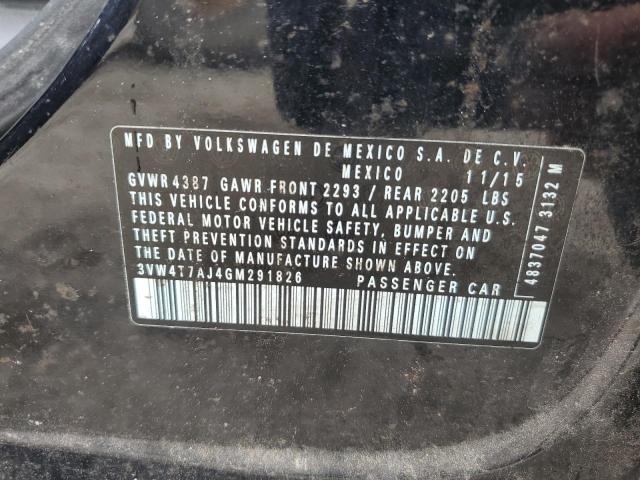 MFD BY VOLKSWAGEN DE MEXICO S.A. DE C.V.
MEXICO 11/15
GVWR 4387 GAWR FRONT 2293 / REAR 2205 LBS
THIS VEHICLE CONFORMS TO ALL APPLICABLE U.S.
FEDERAL MOTOR VEHICLE SAFETY, BUMPER AND
THEFT PREVENTION STANDARDS IN EFFECT ON
THE DATE OF MANUFACTURE SHOWN ABOVE.
3VW4T7AJ4GM291826 PASSENGER CAR
4837047 3132 M